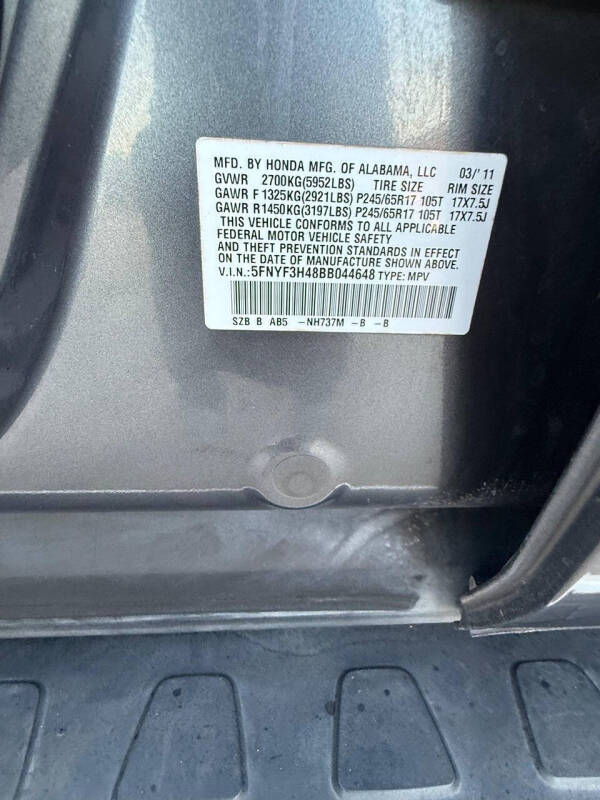 MFD. BY HONDA MFG. OF ALABAMA, LLC 03/'11
GVWR 2700KG(5952LBS) TIRE SIZE RIM SIZE
GAWR F 1325KG(2921LBS) P245/65R17 105T 17X7.5J
GAWR R1450KG(3197LBS) P245/65R17 105T 17X7.5J
THIS VEHICLE CONFORMS TO ALL APPLICABLE
FEDERAL MOTOR VEHICLE SAFETY
AND THEFT PREVENTION STANDARDS IN EFFECT
ON THE DATE OF MANUFACTURE SHOWN ABOVE.
V.I.N.:5FNYF3H48BB044648 TYPE: MPV
SZB B AB5 -NH737M -B -B